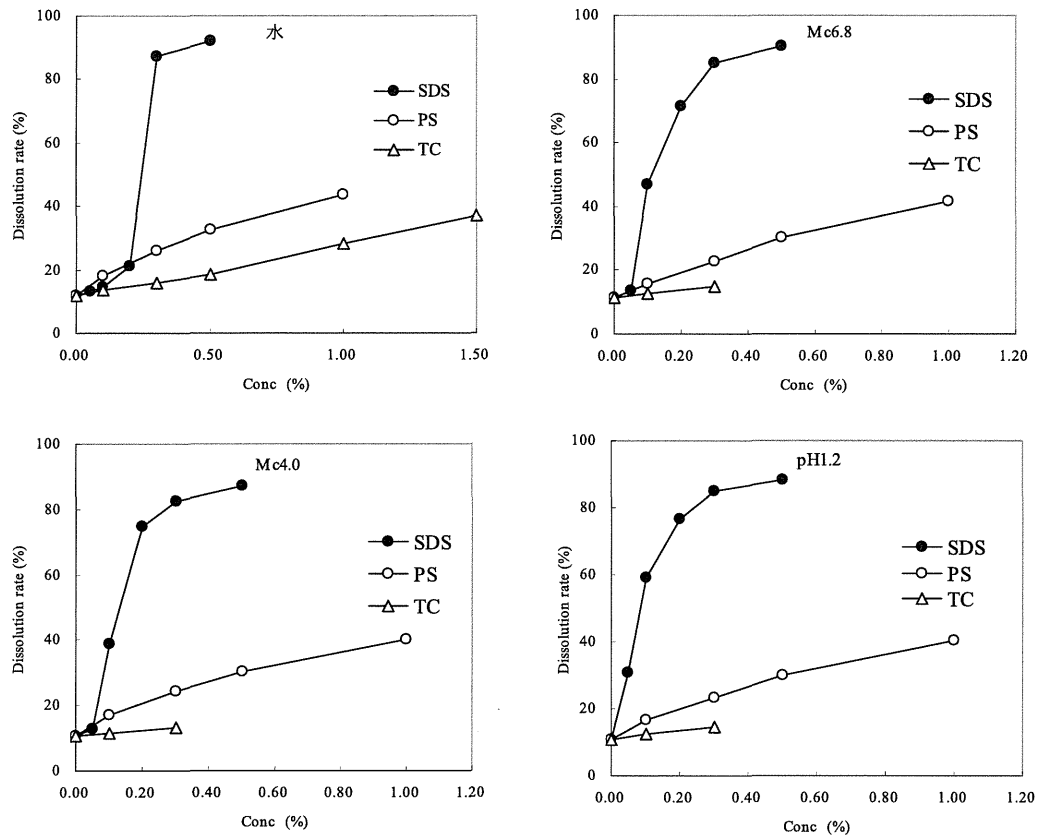 水
Dissolution rate (%)
100
80
60
40
20
0
SDS
PS
TC
0.00 0.50 1.00 1.50
Conc (%)
Mc6.8
Dissolution rate (%)
100
80
60
40
20
0
SDS
PS
TC
0.00 0.20 0.40 0.60 0.80 1.00 1.20
Conc (%)
Mc4.0
Dissolution rate (%)
100
80
60
40
20
0
SDS
PS
TC
0.00 0.20 0.40 0.60 0.80 1.00 1.20
Conc (%)
pH1.2
Dissolution rate (%)
100
80
60
40
20
0
SDS
PS
TC
0.00 0.20 0.40 0.60 0.80 1.00 1.20
Conc (%)